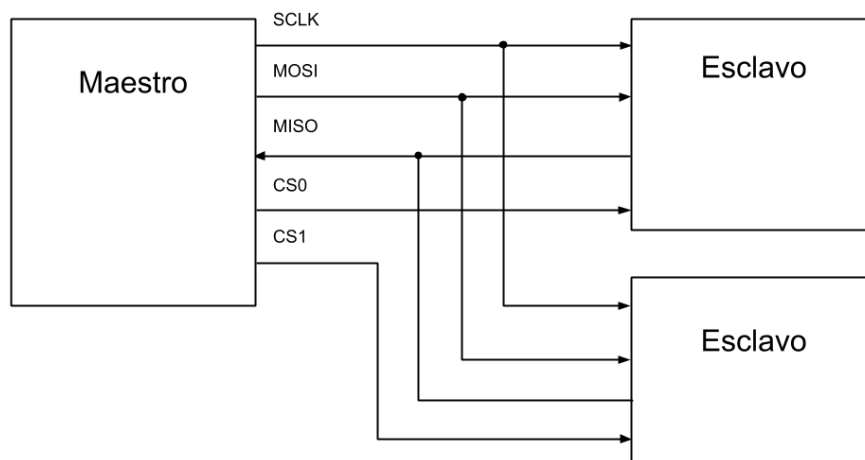 SCLK
Maestro
MOSI
Esclavo
MISO
CS0
CS1
Esclavo